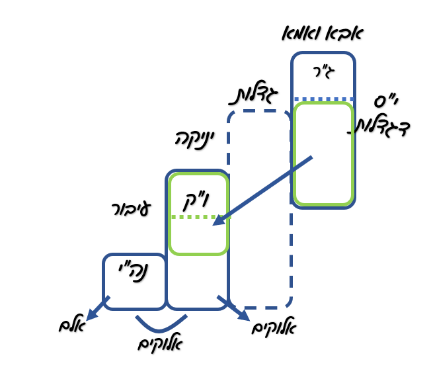 אבא ואמא
ג"ר
י"ס
דגדלות
גדלות
יניקה
ו"ק
עיבור
נה"י
אלם
אלוקים
אלוקים